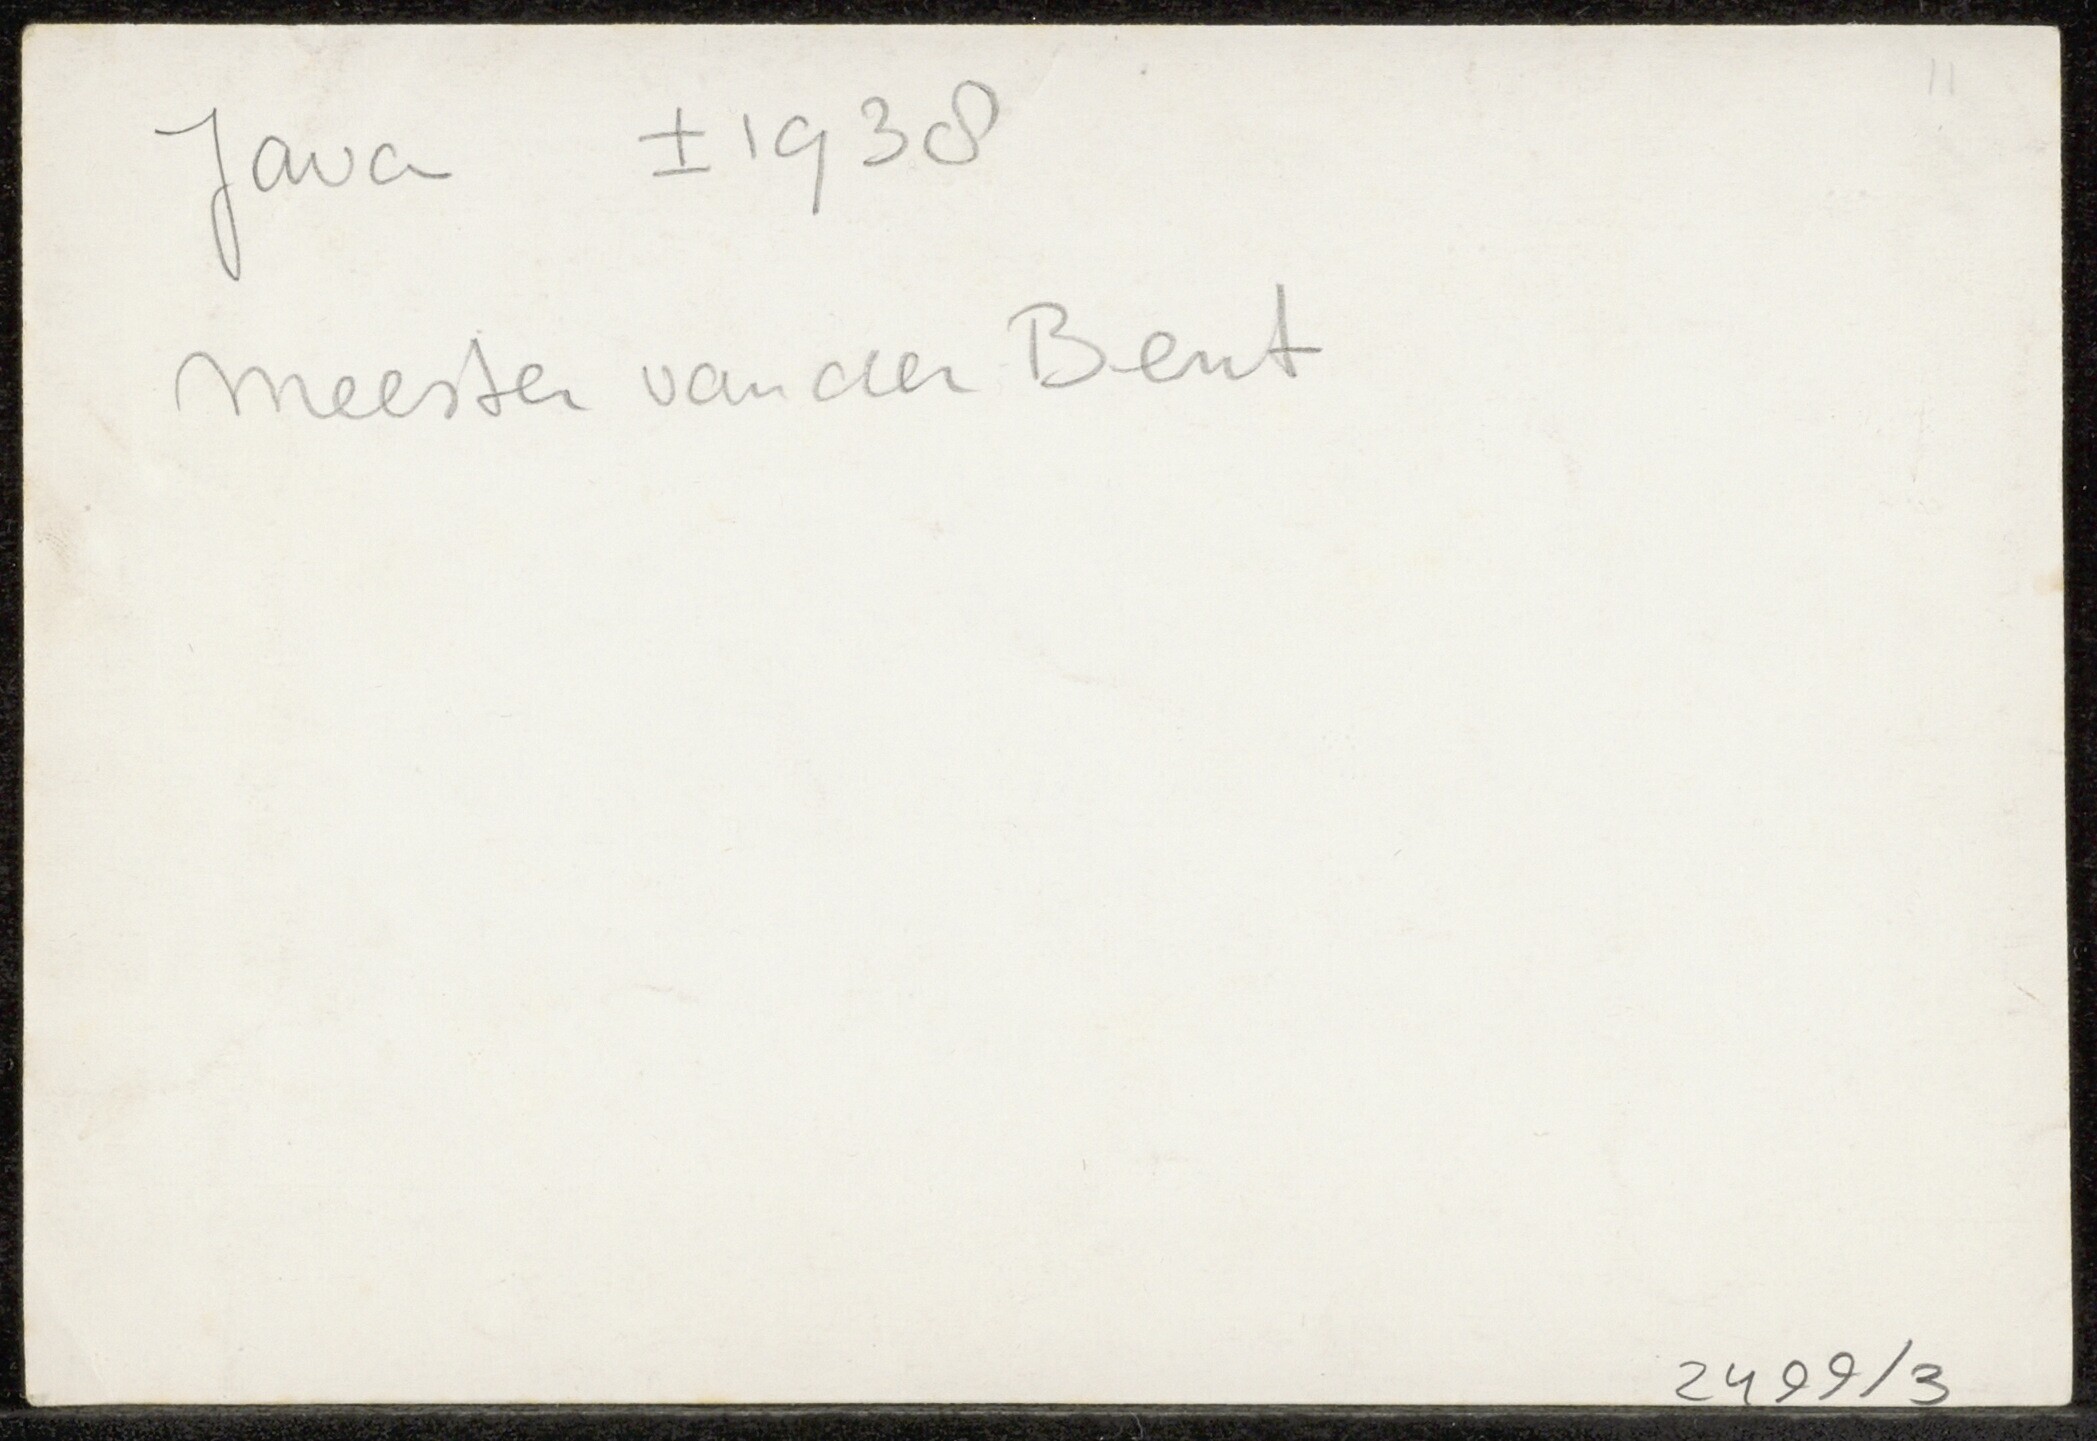 Java ± 1938
meester van der Bent
2499/3